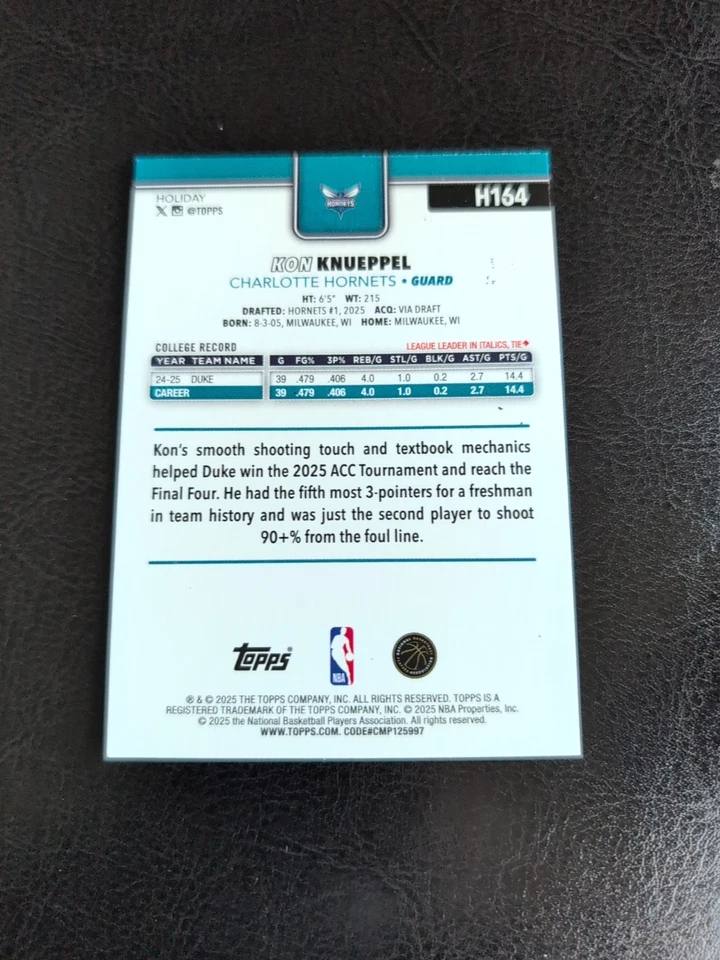 HOLIDAY
X @TOPPS
HORNETS
H164
KON KNUEPPEL
CHARLOTTE HORNETS • GUARD
HT: 6'5" WT: 215
DRAFTED: HORNETS #1, 2025 ACQ: VIA DRAFT
BORN: 8-3-05, MILWAUKEE, WI HOME: MILWAUKEE, WI
COLLEGE RECORD LEAGUE LEADER IN ITALICS, TIE♦
YEAR TEAM NAME G FG% 3P% REB/G STL/G BLK/G AST/G PTS/G
24-25 DUKE 39 .479 .406 4.0 1.0 0.2 2.7 14.4
CAREER 39 .479 .406 4.0 1.0 0.2 2.7 14.4
Kon's smooth shooting touch and textbook mechanics
helped Duke win the 2025 ACC Tournament and reach the
Final Four. He had the fifth most 3-pointers for a freshman
in team history and was just the second player to shoot
90+% from the foul line.
TOPPS®
NBA
NATIONAL BASKETBALL PLAYERS ASSOCIATION
® & © 2025 THE TOPPS COMPANY, INC. ALL RIGHTS RESERVED. TOPPS IS A
REGISTERED TRADEMARK OF THE TOPPS COMPANY, INC. © 2025 NBA Properties, Inc.
© 2025 the National Basketball Players Association. All rights reserved.
WWW.TOPPS.COM. CODE#CMP125997